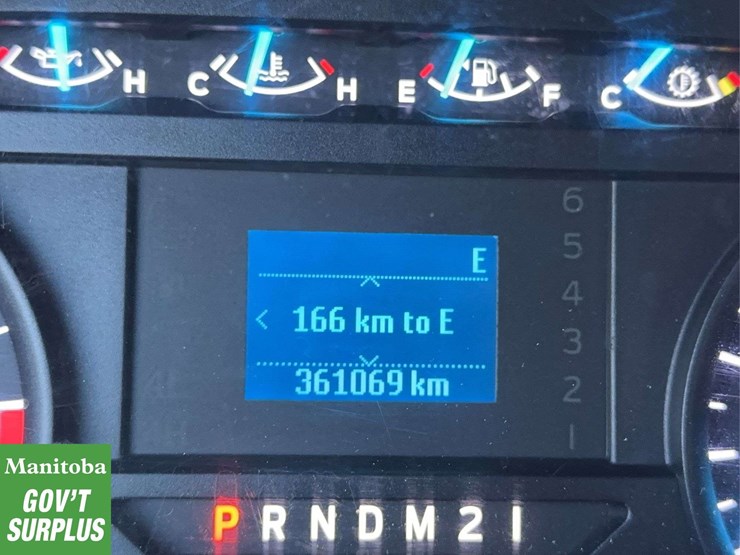 H C H E F C
6
E
5
4
< 166 km to E
3
361069 km
2
1
Manitoba
GOV'T
SURPLUS
P R N D M 2 1